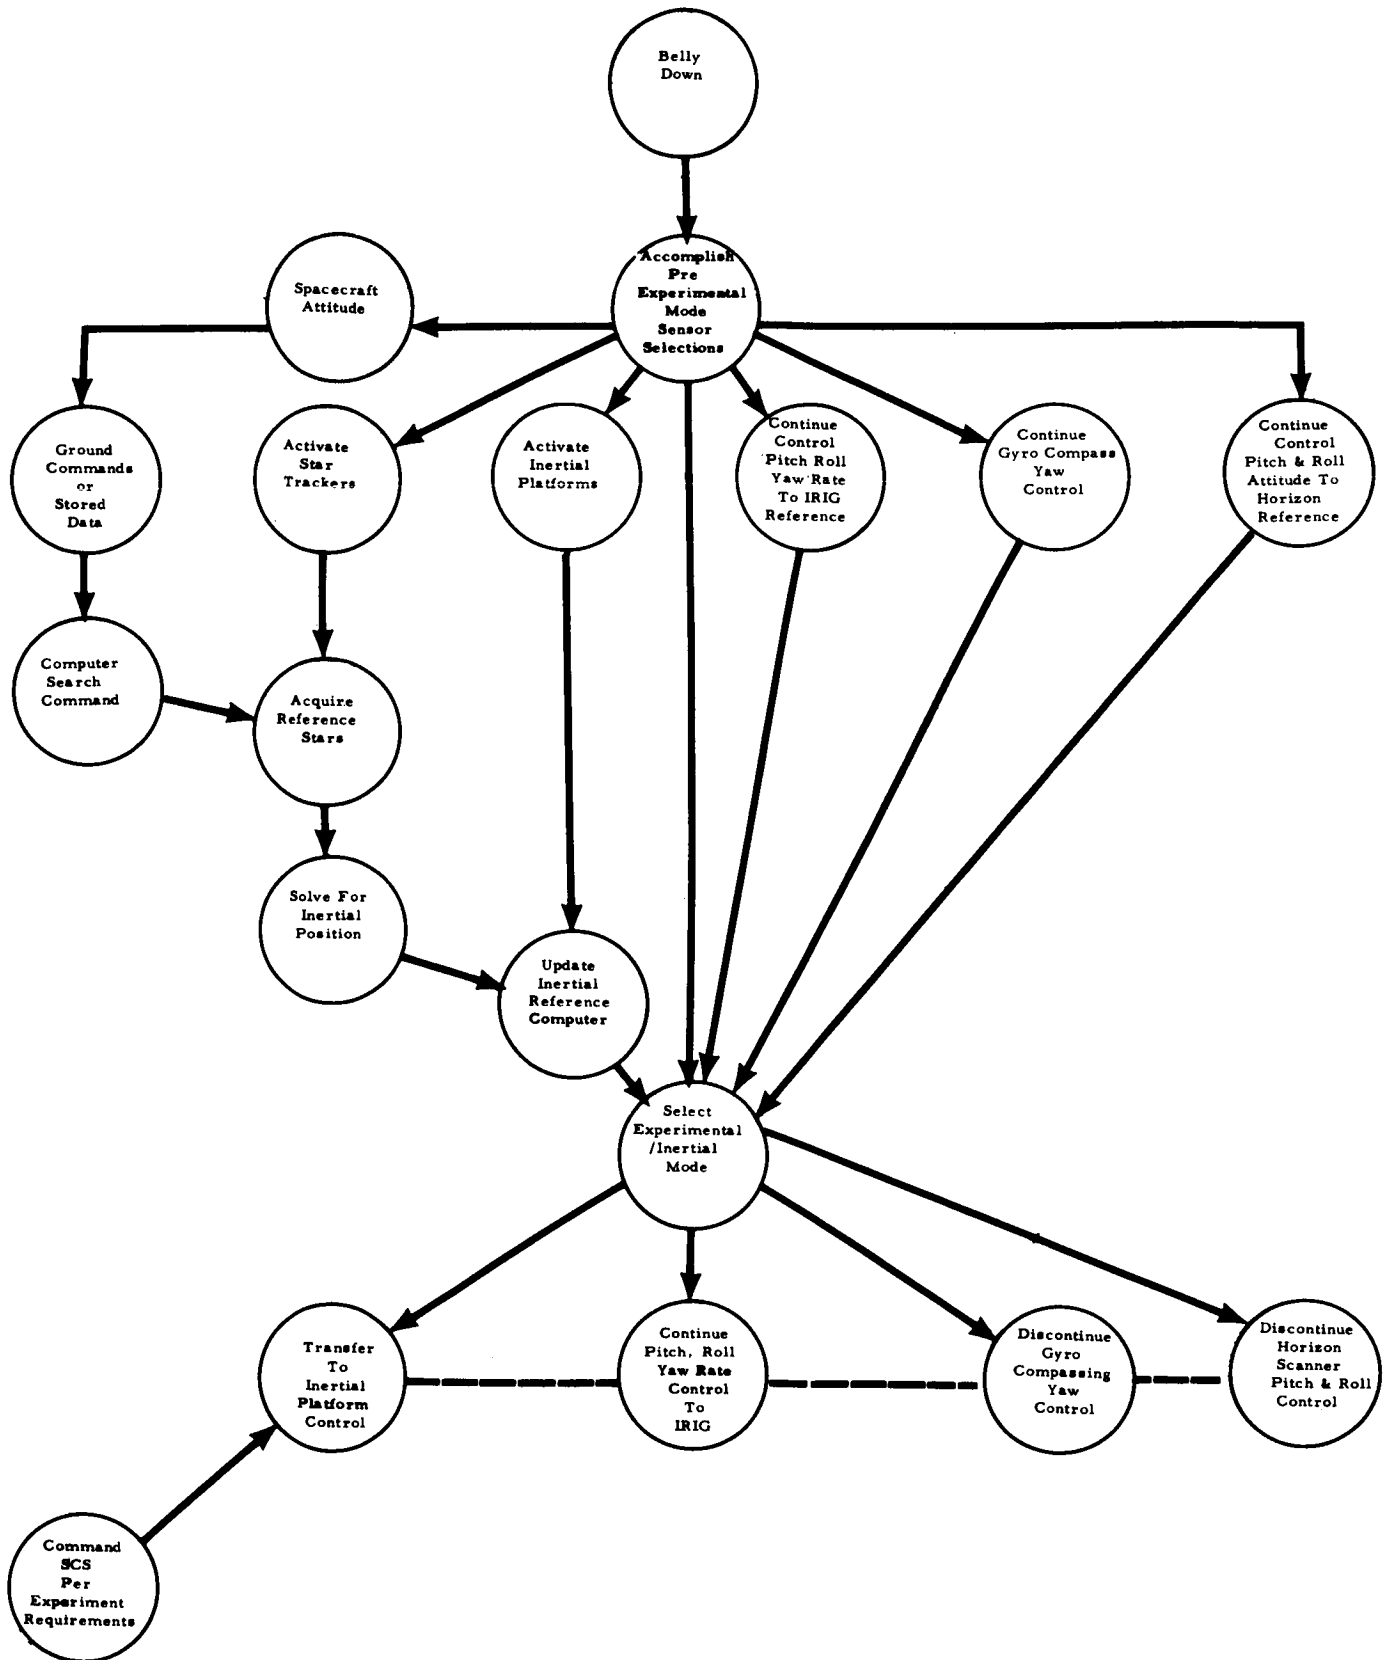 Belly
Down
Accomplish
Pre
Experimental
Mode
Sensor
Selections
Spacecraft
Attitude
Ground
Commands
or
Stored
Data
Activate
Star
Trackers
Activate
Inertial
Platforms
Continue
Control
Pitch Roll
Yaw Rate
To IRIG
Reference
Continue
Gyro Compass
Yaw
Control
Continue
Control
Pitch & Roll
Attitude To
Horizon
Reference
Computer
Search
Command
Acquire
Reference
Stars
Solve For
Inertial
Position
Update
Inertial
Reference
Computer
Select
Experimental
/Inertial
Mode
Transfer
To
Inertial
Platform
Control
Continue
Pitch, Roll
Yaw Rate
Control
To
IRIG
Discontinue
Gyro
Compassing
Yaw
Control
Discontinue
Horizon
Scanner
Pitch & Roll
Control
Command
SCS
Per
Experiment
Requirements